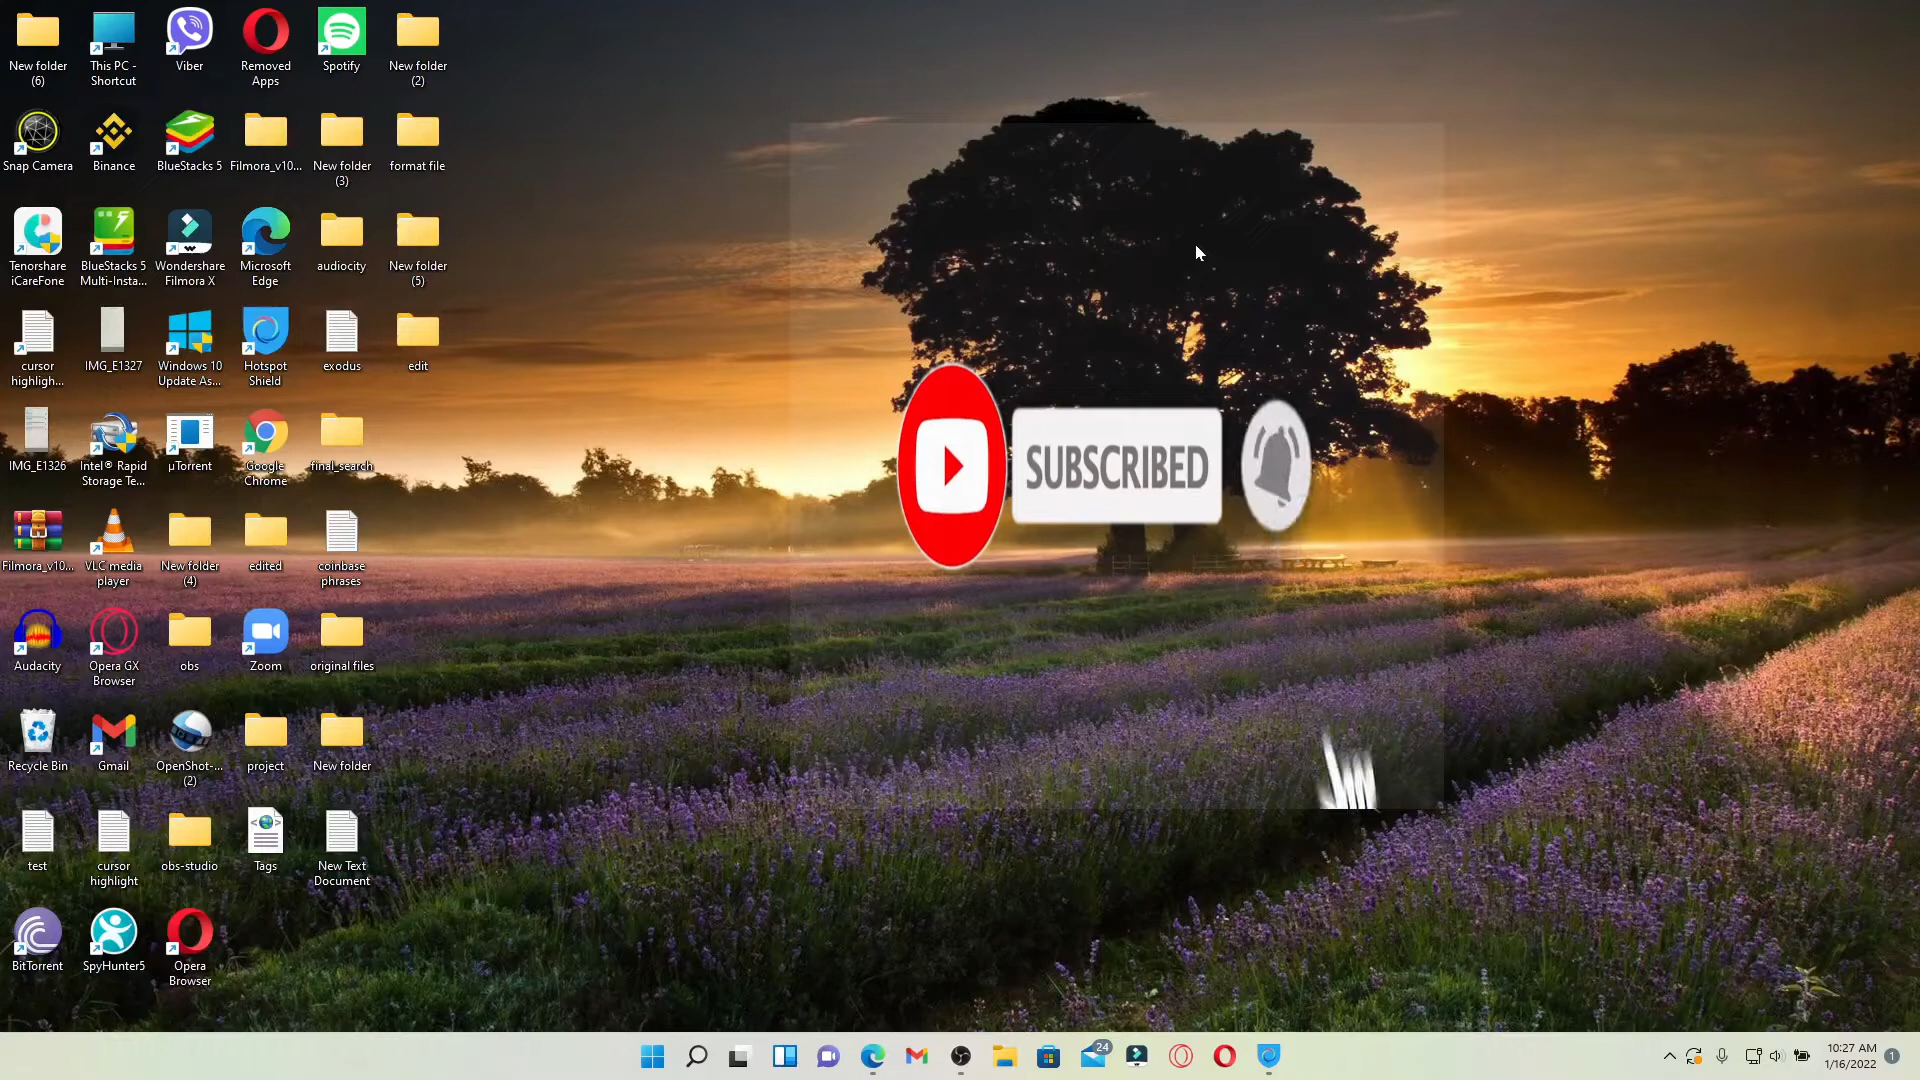 New folder
(6)
This PC -
Shortcut
Viber
Removed
Apps
Spotify
New folder
(2)
Snap Camera
Binance
BlueStacks 5
Filmora_v10...
New folder
(3)
format file
Tenorshare
iCareFone
BlueStacks 5
Multi-Insta...
Wondershare
Filmora X
Microsoft
Edge
audiocity
New folder
(5)
cursor
highligh...
IMG_E1327
Windows 10
Update As...
Hotspot
Shield
exodus
edit
IMG_E1326
Intel® Rapid
Storage Te...
µTorrent
Google
Chrome
final_search
SUBSCRIBED
Filmora_v10...
VLC media
player
New folder
(4)
edited
coinbase
phrases
Audacity
Opera GX
Browser
obs
Zoom
original files
Recycle Bin
Gmail
OpenShot-...
(2)
project
New folder
test
cursor
highlight
obs-studio
Tags
New Text
Document
BitTorrent
SpyHunter5
Opera
Browser
24
10:27 AM
1/16/2022
1